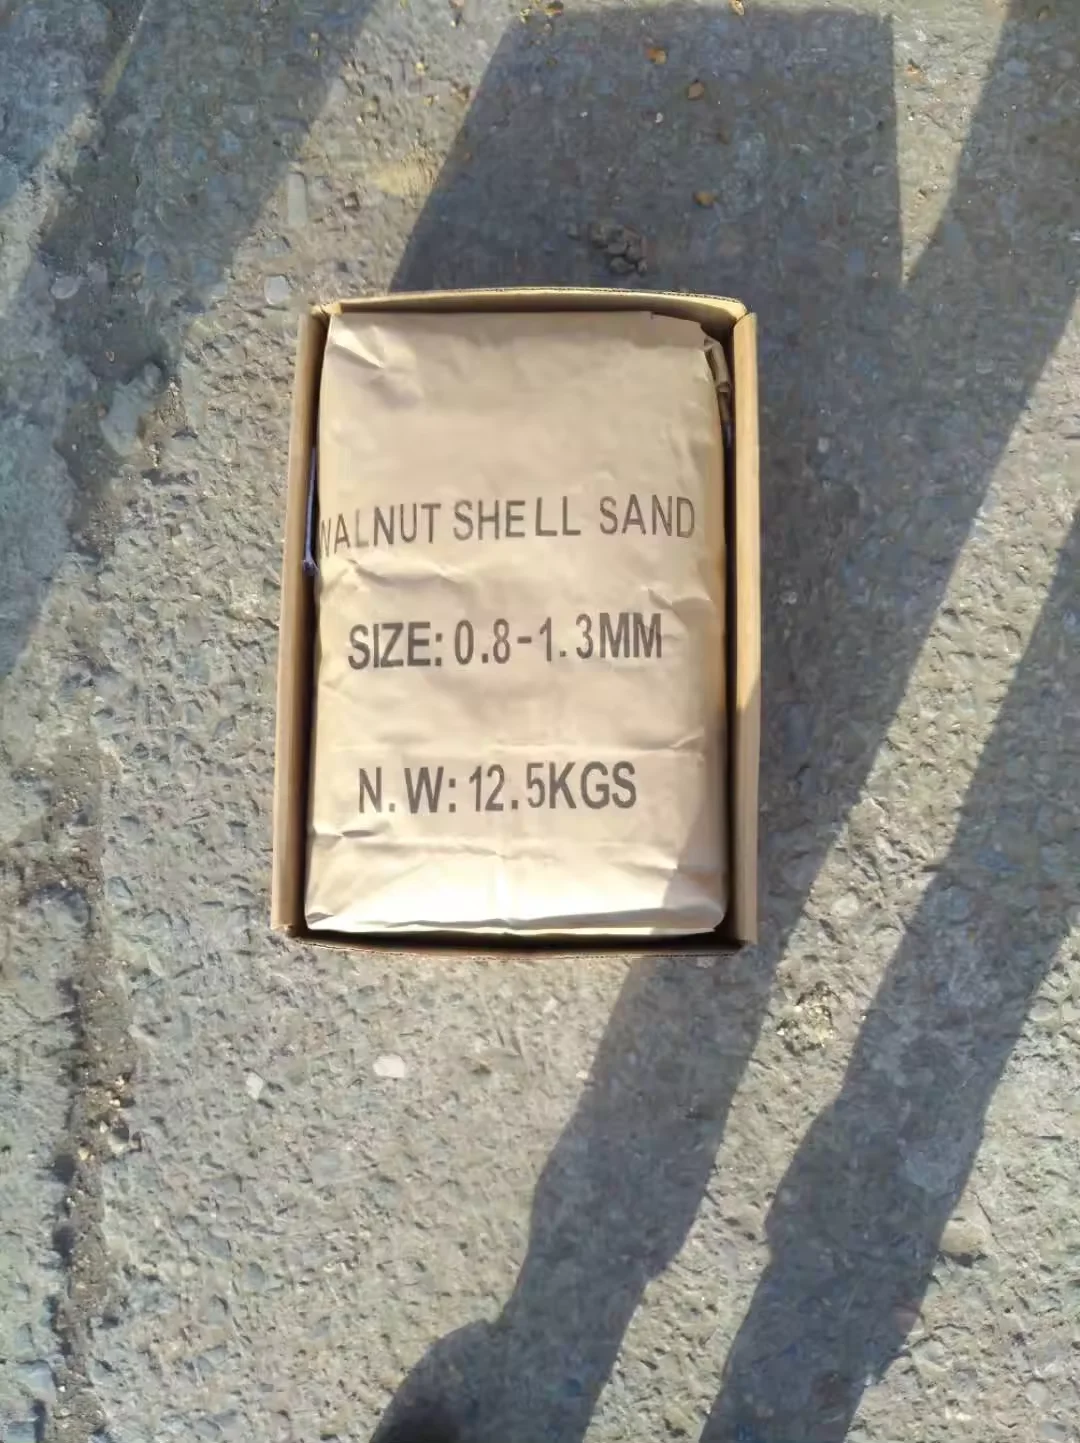 WALNUT SHELL SAND
SIZE: 0.8-1.3MM
N.W: 12.5KGS